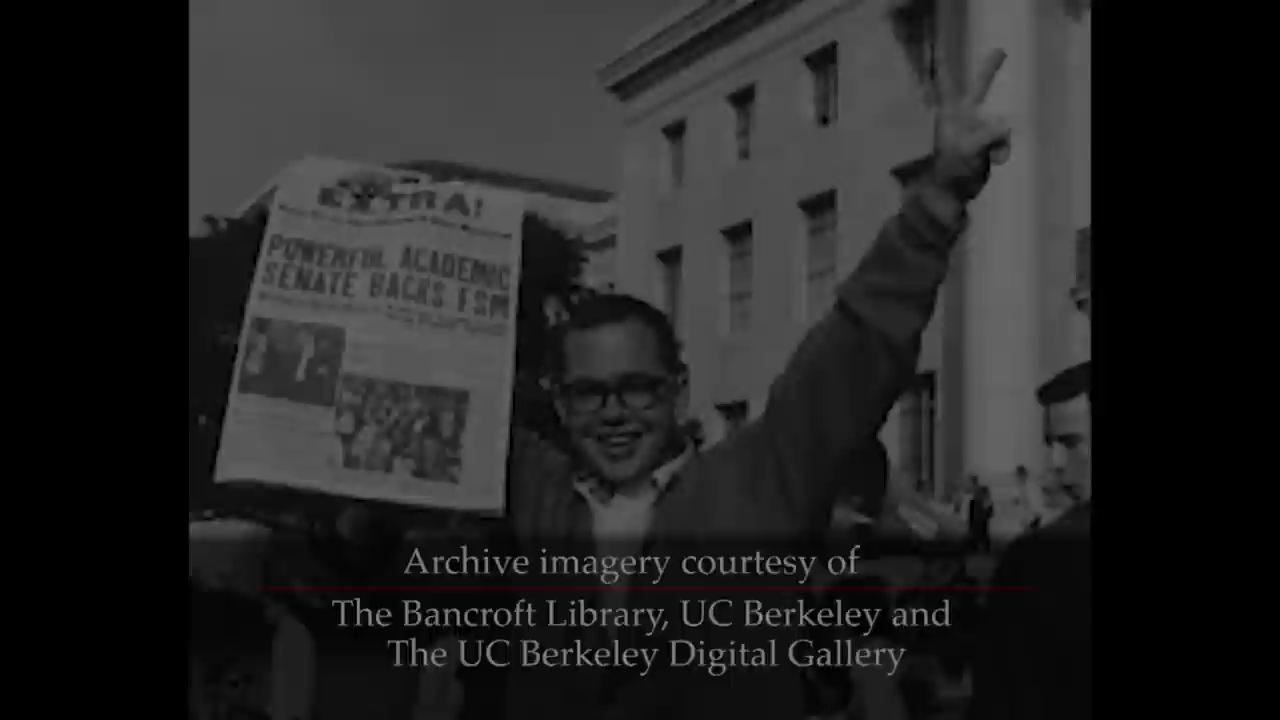 EXTRA!
POWERFUL ACADEMIC
SENATE BACKS FSM
Archive imagery courtesy of
The Bancroft Library, UC Berkeley and
The UC Berkeley Digital Gallery